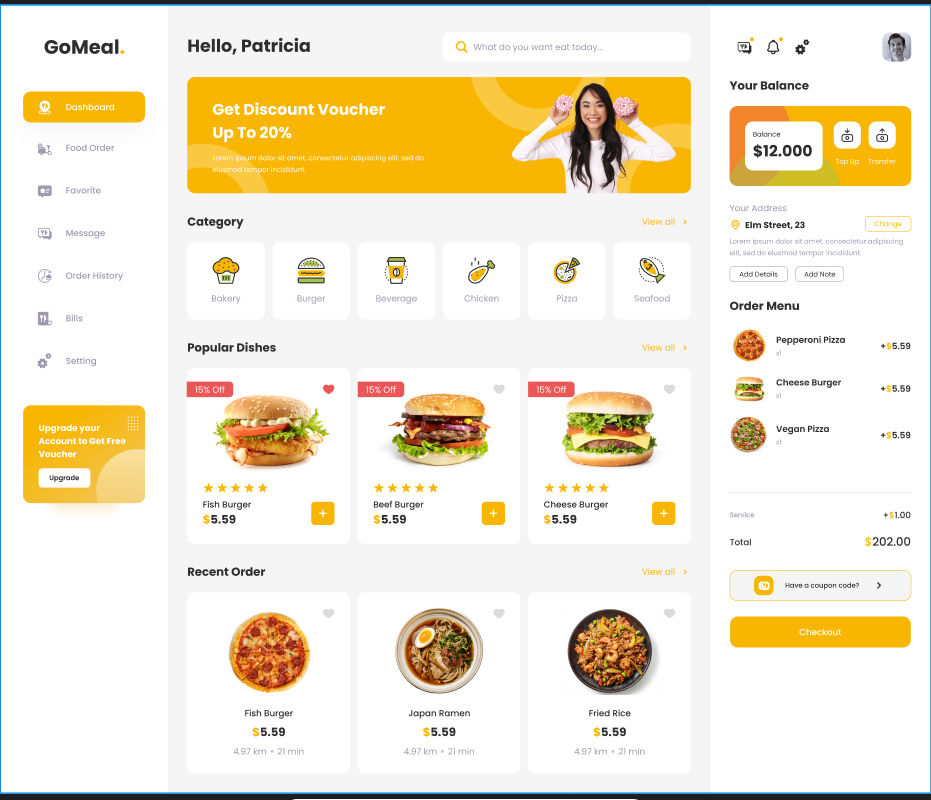 GoMeal.
Dashboard
Food Order
Favorite
Message
Order History
Bills
Setting
Upgrade your
Account to Get Free
Voucher
Upgrade
Hello, Patricia
What do you want eat today...
Get Discount Voucher
Up To 20%
Lorem ipsum dolor sit amet, consectetur adipiscing elit, sed do
eiusmod tempor incididunt.
Category
View all
Bakery
Burger
Beverage
Chicken
Pizza
Seafood
Popular Dishes
View all
15% Off
Fish Burger
$5.59
15% Off
Beef Burger
$5.59
15% Off
Cheese Burger
$5.59
Recent Order
View all
Fish Burger
$5.59
4.97 km • 21 min
Japan Ramen
$5.59
4.97 km • 21 min
Fried Rice
$5.59
4.97 km • 21 min
Your Balance
Balance
$12.000
Top Up
Transfer
Your Address
Elm Street, 23
Change
Lorem ipsum dolor sit amet, consectetur adipiscing
elit, sed do eiusmod tempor incididunt.
Add Details
Add Note
Order Menu
Pepperoni Pizza
x1
+$5.59
Cheese Burger
x1
+$5.59
Vegan Pizza
x1
+$5.59
Service
+$1.00
Total
$202.00
Have a coupon code?
Checkout